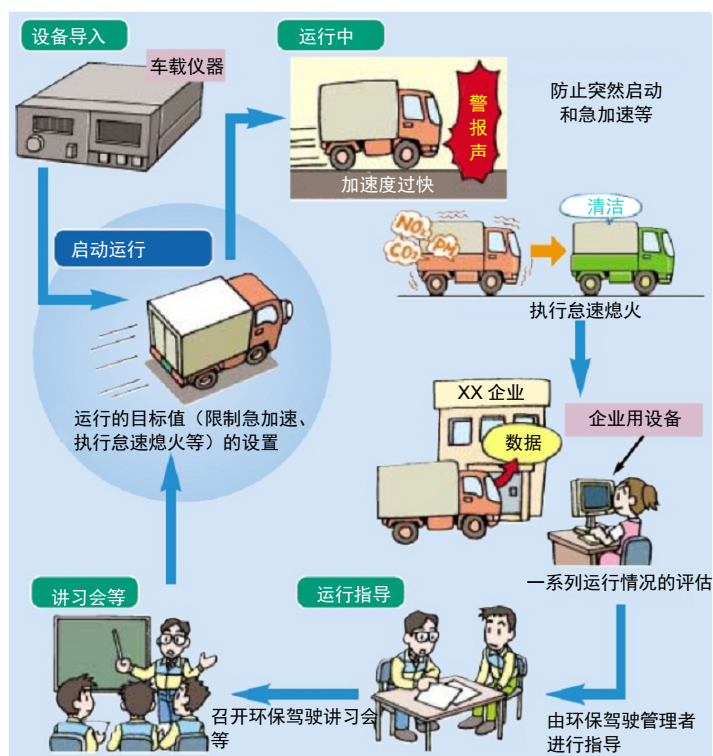 设备导入
车载仪器
运行中
警报声
加速度过快
防止突然启动
和急加速等
NO₂
CO₂
PM
清洁
执行怠速熄火
启动运行
运行的目标值（限制急加速、
执行怠速熄火等）的设置
XX 企业
数据
企业用设备
一系列运行情况的评估
讲习会等
运行指导
召开环保驾驶讲习会
等
由环保驾驶管理者
进行指导